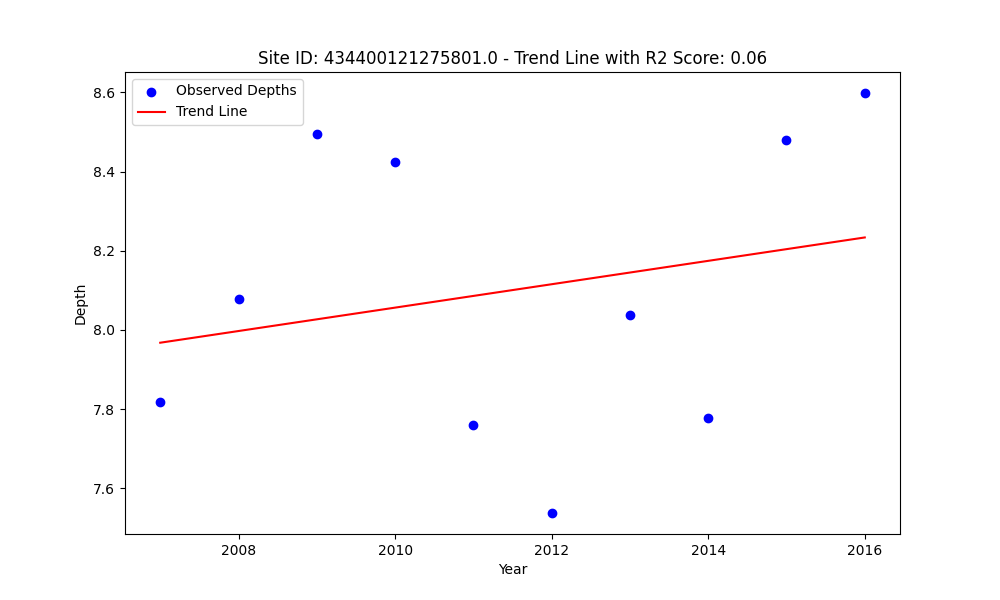 Site ID: 434400121275801.0 - Trend Line with R2 Score: 0.06
Observed Depths
Trend Line
8.6
8.4
8.2
8.0
7.8
7.6
Depth
2008
2010
2012
2014
2016
Year